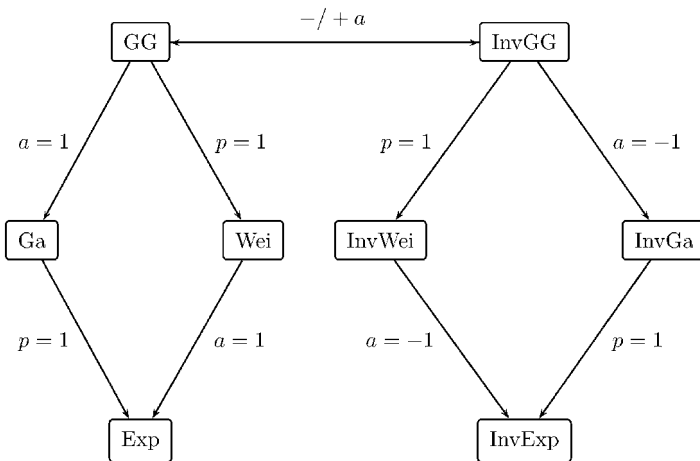 −/ + a
GG
InvGG
a = 1
p = 1
p = 1
a = −1
Ga
Wei
InvWei
InvGa
p = 1
a = 1
a = −1
p = 1
Exp
InvExp